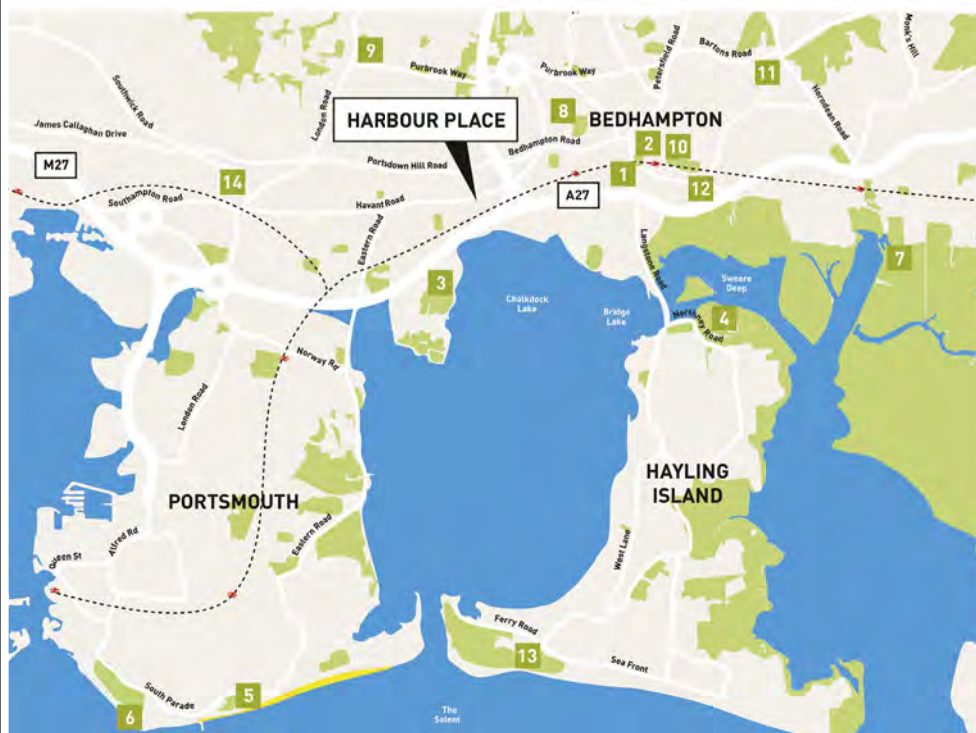 9
Purbrook Way
Purbrook Way
Petersfield Road
Bartons Road
Monk's Hill
11
Horndean Road
Southwick Road
London Road
HARBOUR PLACE
8
BEDHAMPTON
James Callaghan Drive
Bedhampton Road
2
10
M27
Portsdown Hill Road
14
1
12
Southampton Road
Havant Road
A27
Eastern Road
Langstone Road
7
3
Chalkdock
Lake
Bridge
Lake
Sweare
Deep
4
Northney Road
Norway Rd
London Road
PORTSMOUTH
HAYLING
ISLAND
Queen St
Alfred Rd
Eastern Road
West Lane
Ferry Road
13
Sea Front
South Parade
5
6
The
Solent